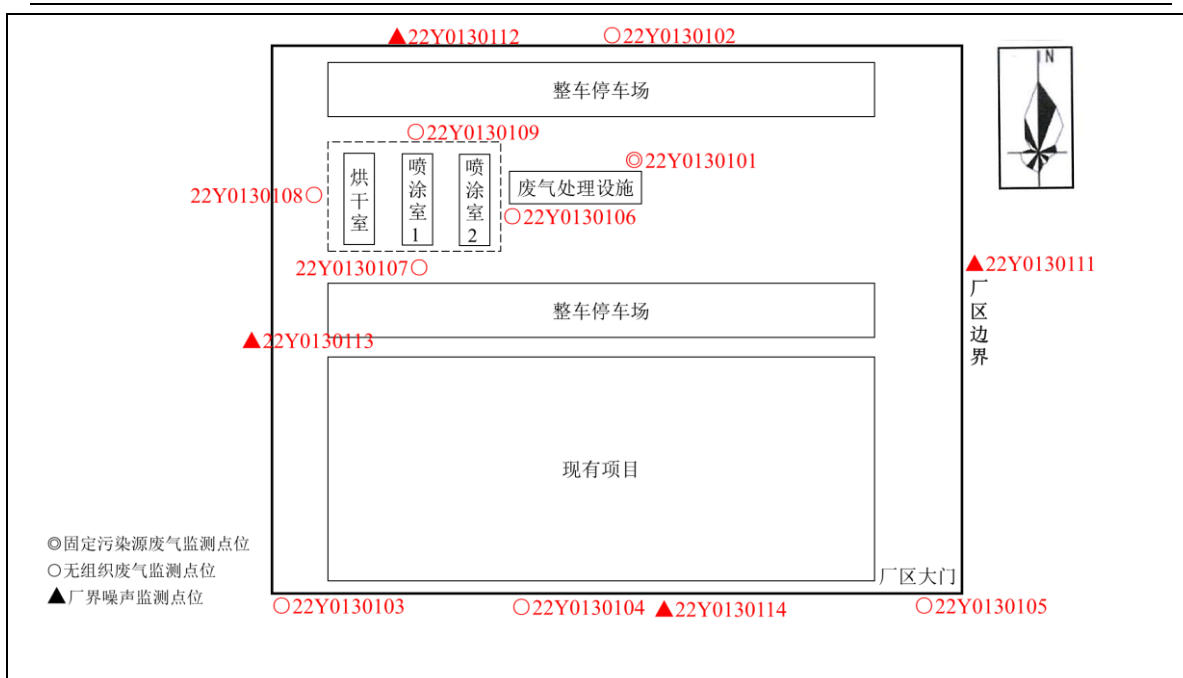 ▲22Y0130112
○22Y0130102
N
整车停车场
○22Y0130109
◎22Y0130101
烘干室
喷涂室1
喷涂室2
废气处理设施
22Y0130108○
○22Y0130106
22Y0130107○
▲22Y0130111
厂区边界
整车停车场
▲22Y0130113
现有项目
◎固定污染源废气监测点位
○无组织废气监测点位
▲厂界噪声监测点位
厂区大门
○22Y0130103
○22Y0130104
▲22Y0130114
○22Y0130105